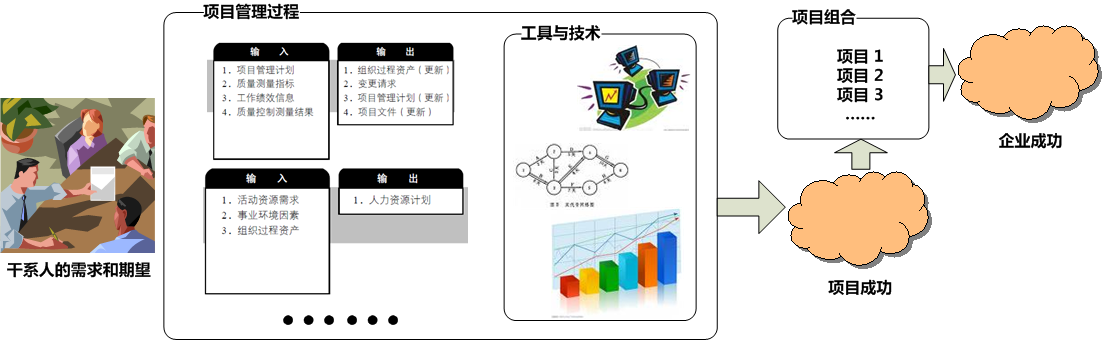 项目管理过程
输 入
1．项目管理计划
2．质量测量指标
3．工作绩效信息
4．质量控制测量结果
输 出
1．组织过程资产（更新）
2．变更请求
3．项目管理计划（更新）
4．项目文件（更新）
输 入
1．活动资源需求
2．事业环境因素
3．组织过程资产
输 出
1．人力资源计划
······
工具与技术
项目组合
项目 1
项目 2
项目 3
……
企业成功
项目成功
干系人的需求和期望